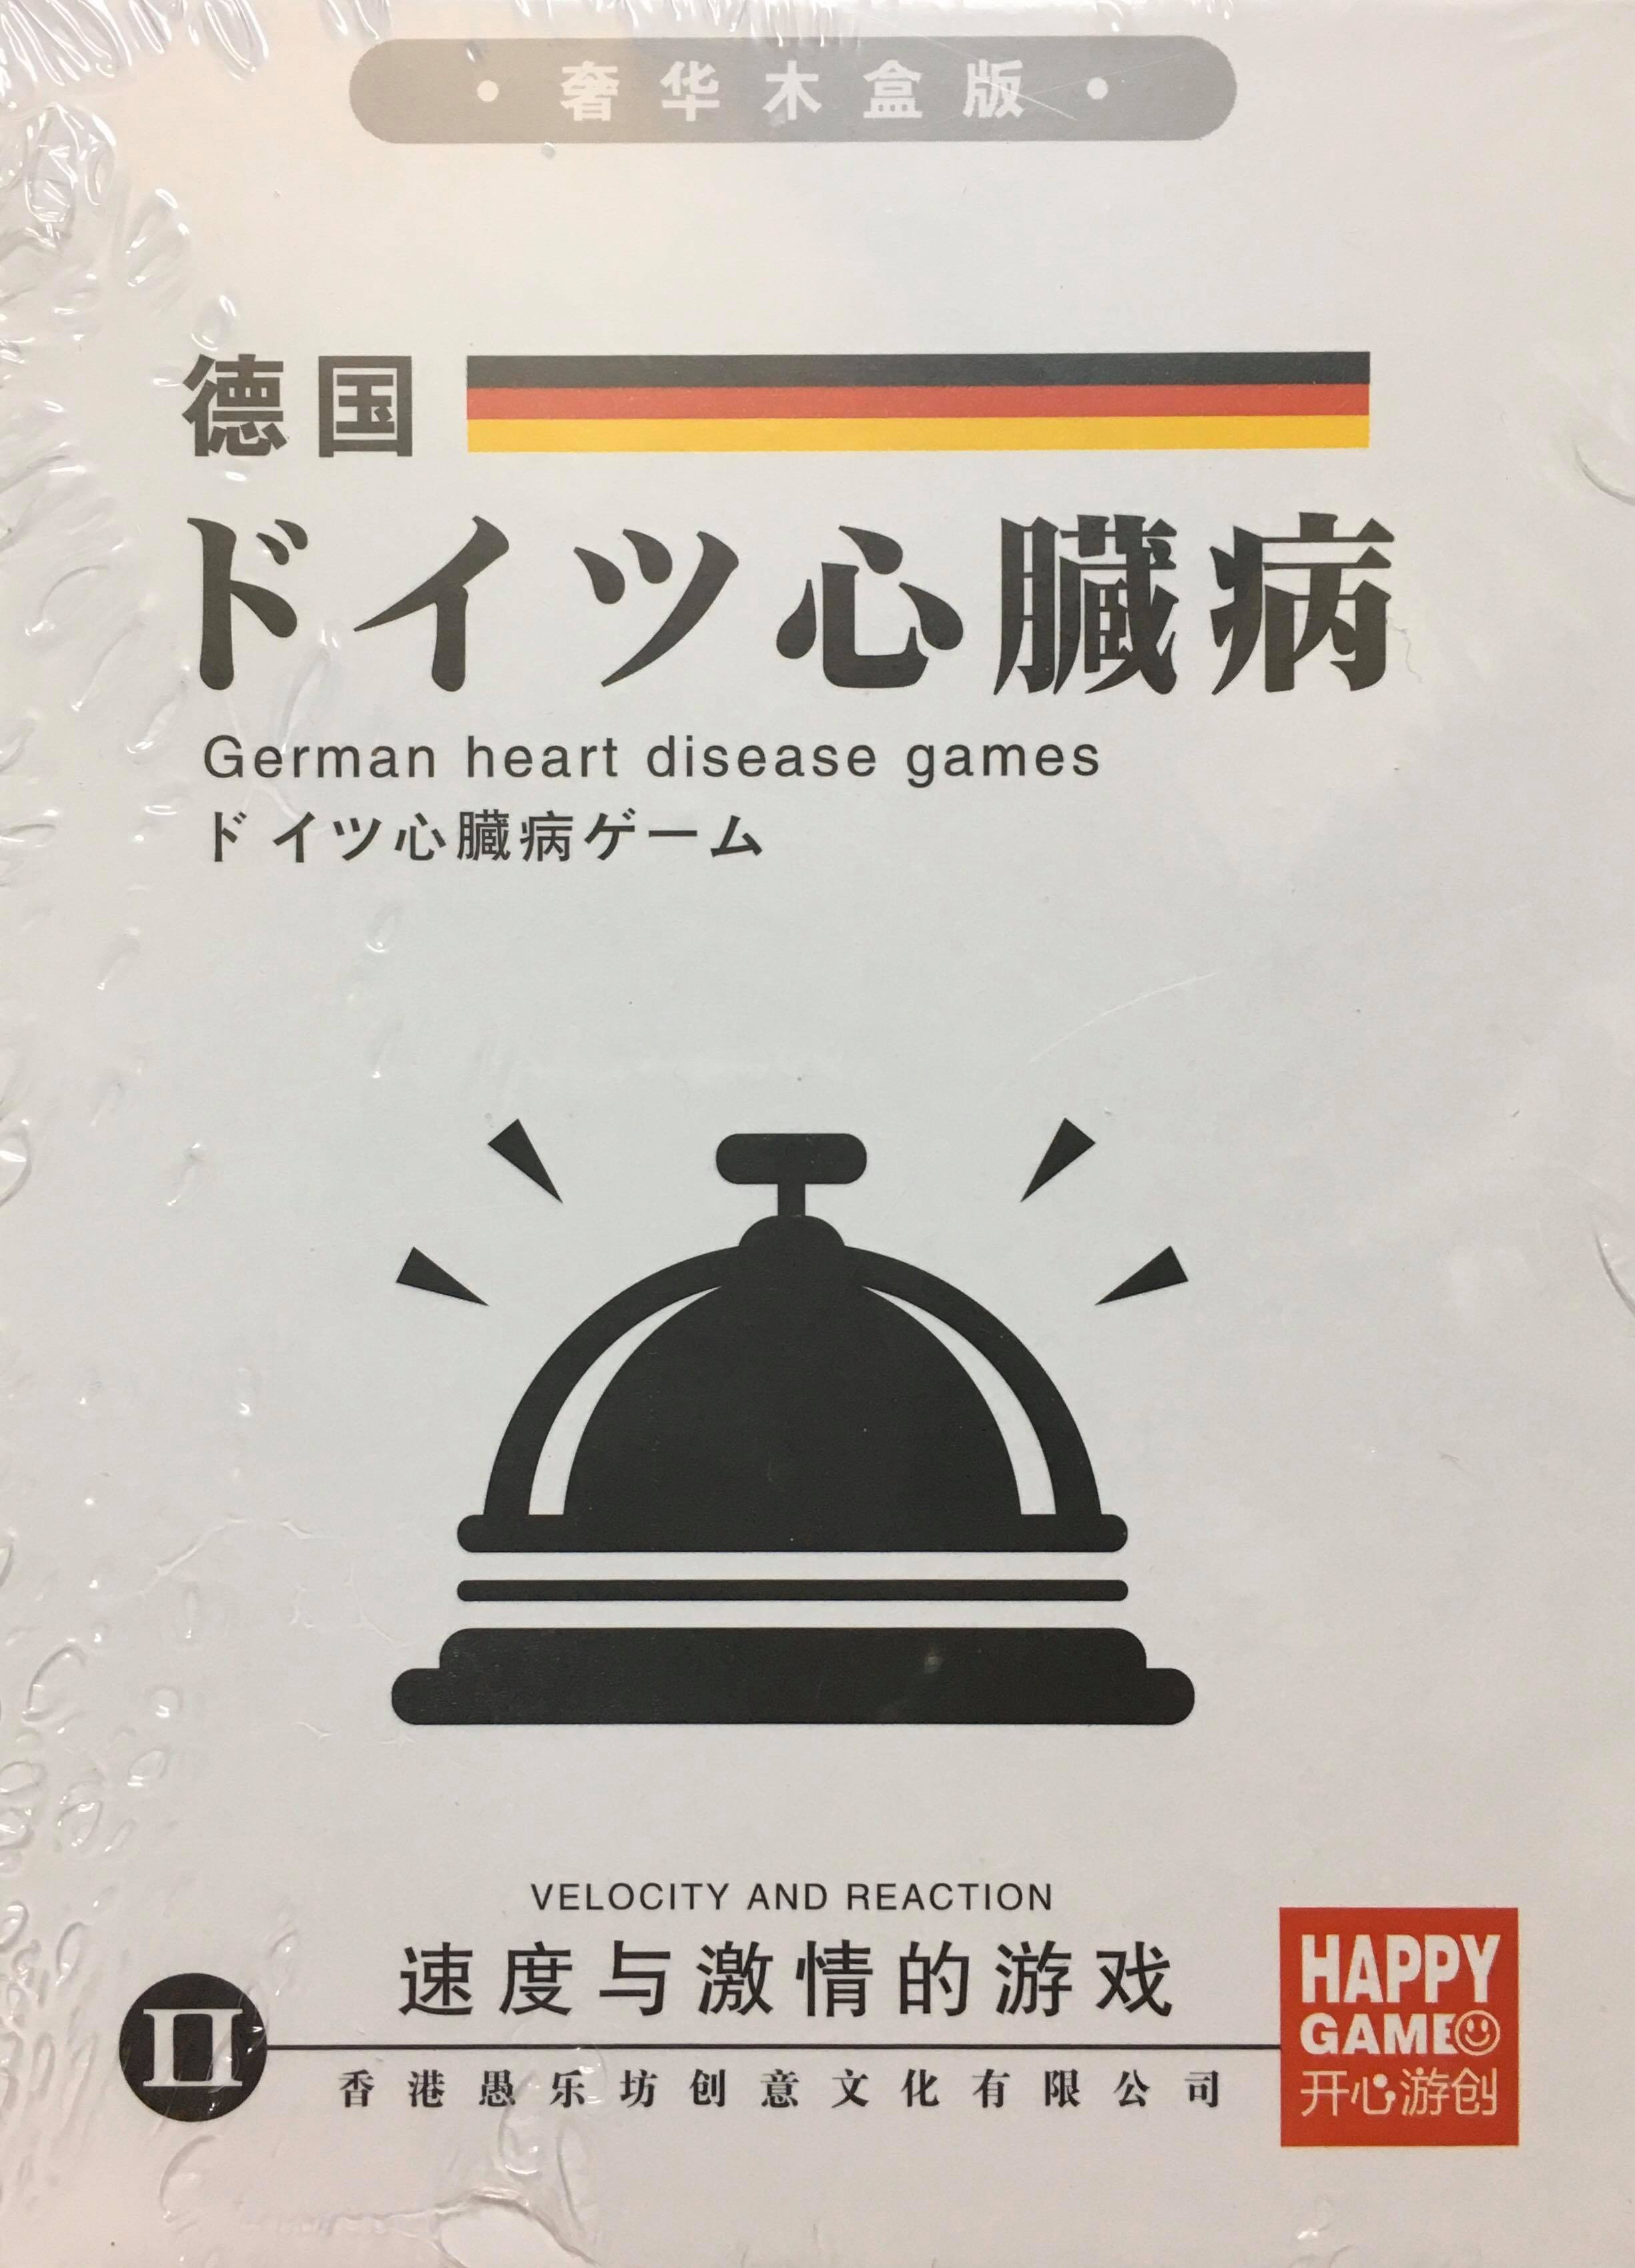 · 奢华木盒版 ·
德国
ドイツ心臓病
German heart disease games
ドイツ心臓病ゲーム
VELOCITY AND REACTION
速度与激情的游戏
II
香港愚乐坊创意文化有限公司
HAPPY
GAME
开心游创